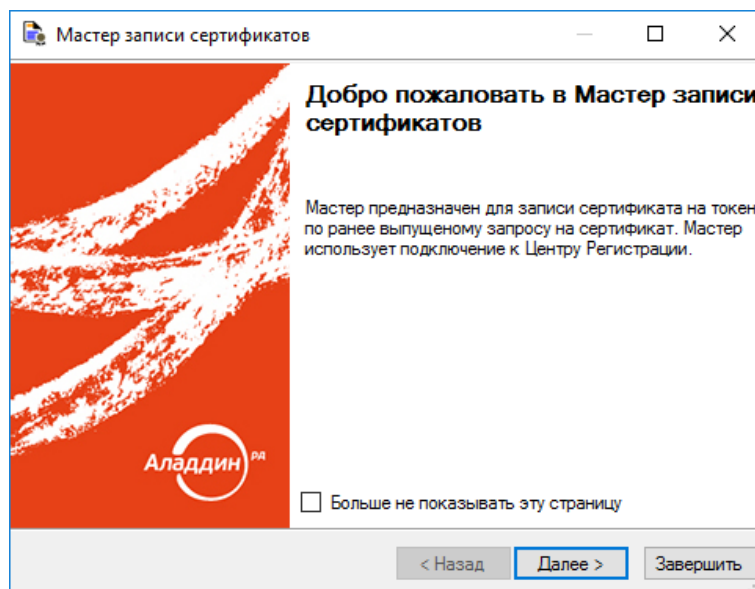 Мастер записи сертификатов
Добро пожаловать в Мастер записи
сертификатов
Мастер предназначен для записи сертификата на токен
по ранее выпущеному запросу на сертификат. Мастер
использует подключение к Центру Регистрации.
Аладдин РД
Больше не показывать эту страницу
< Назад
Далее >
Завершить